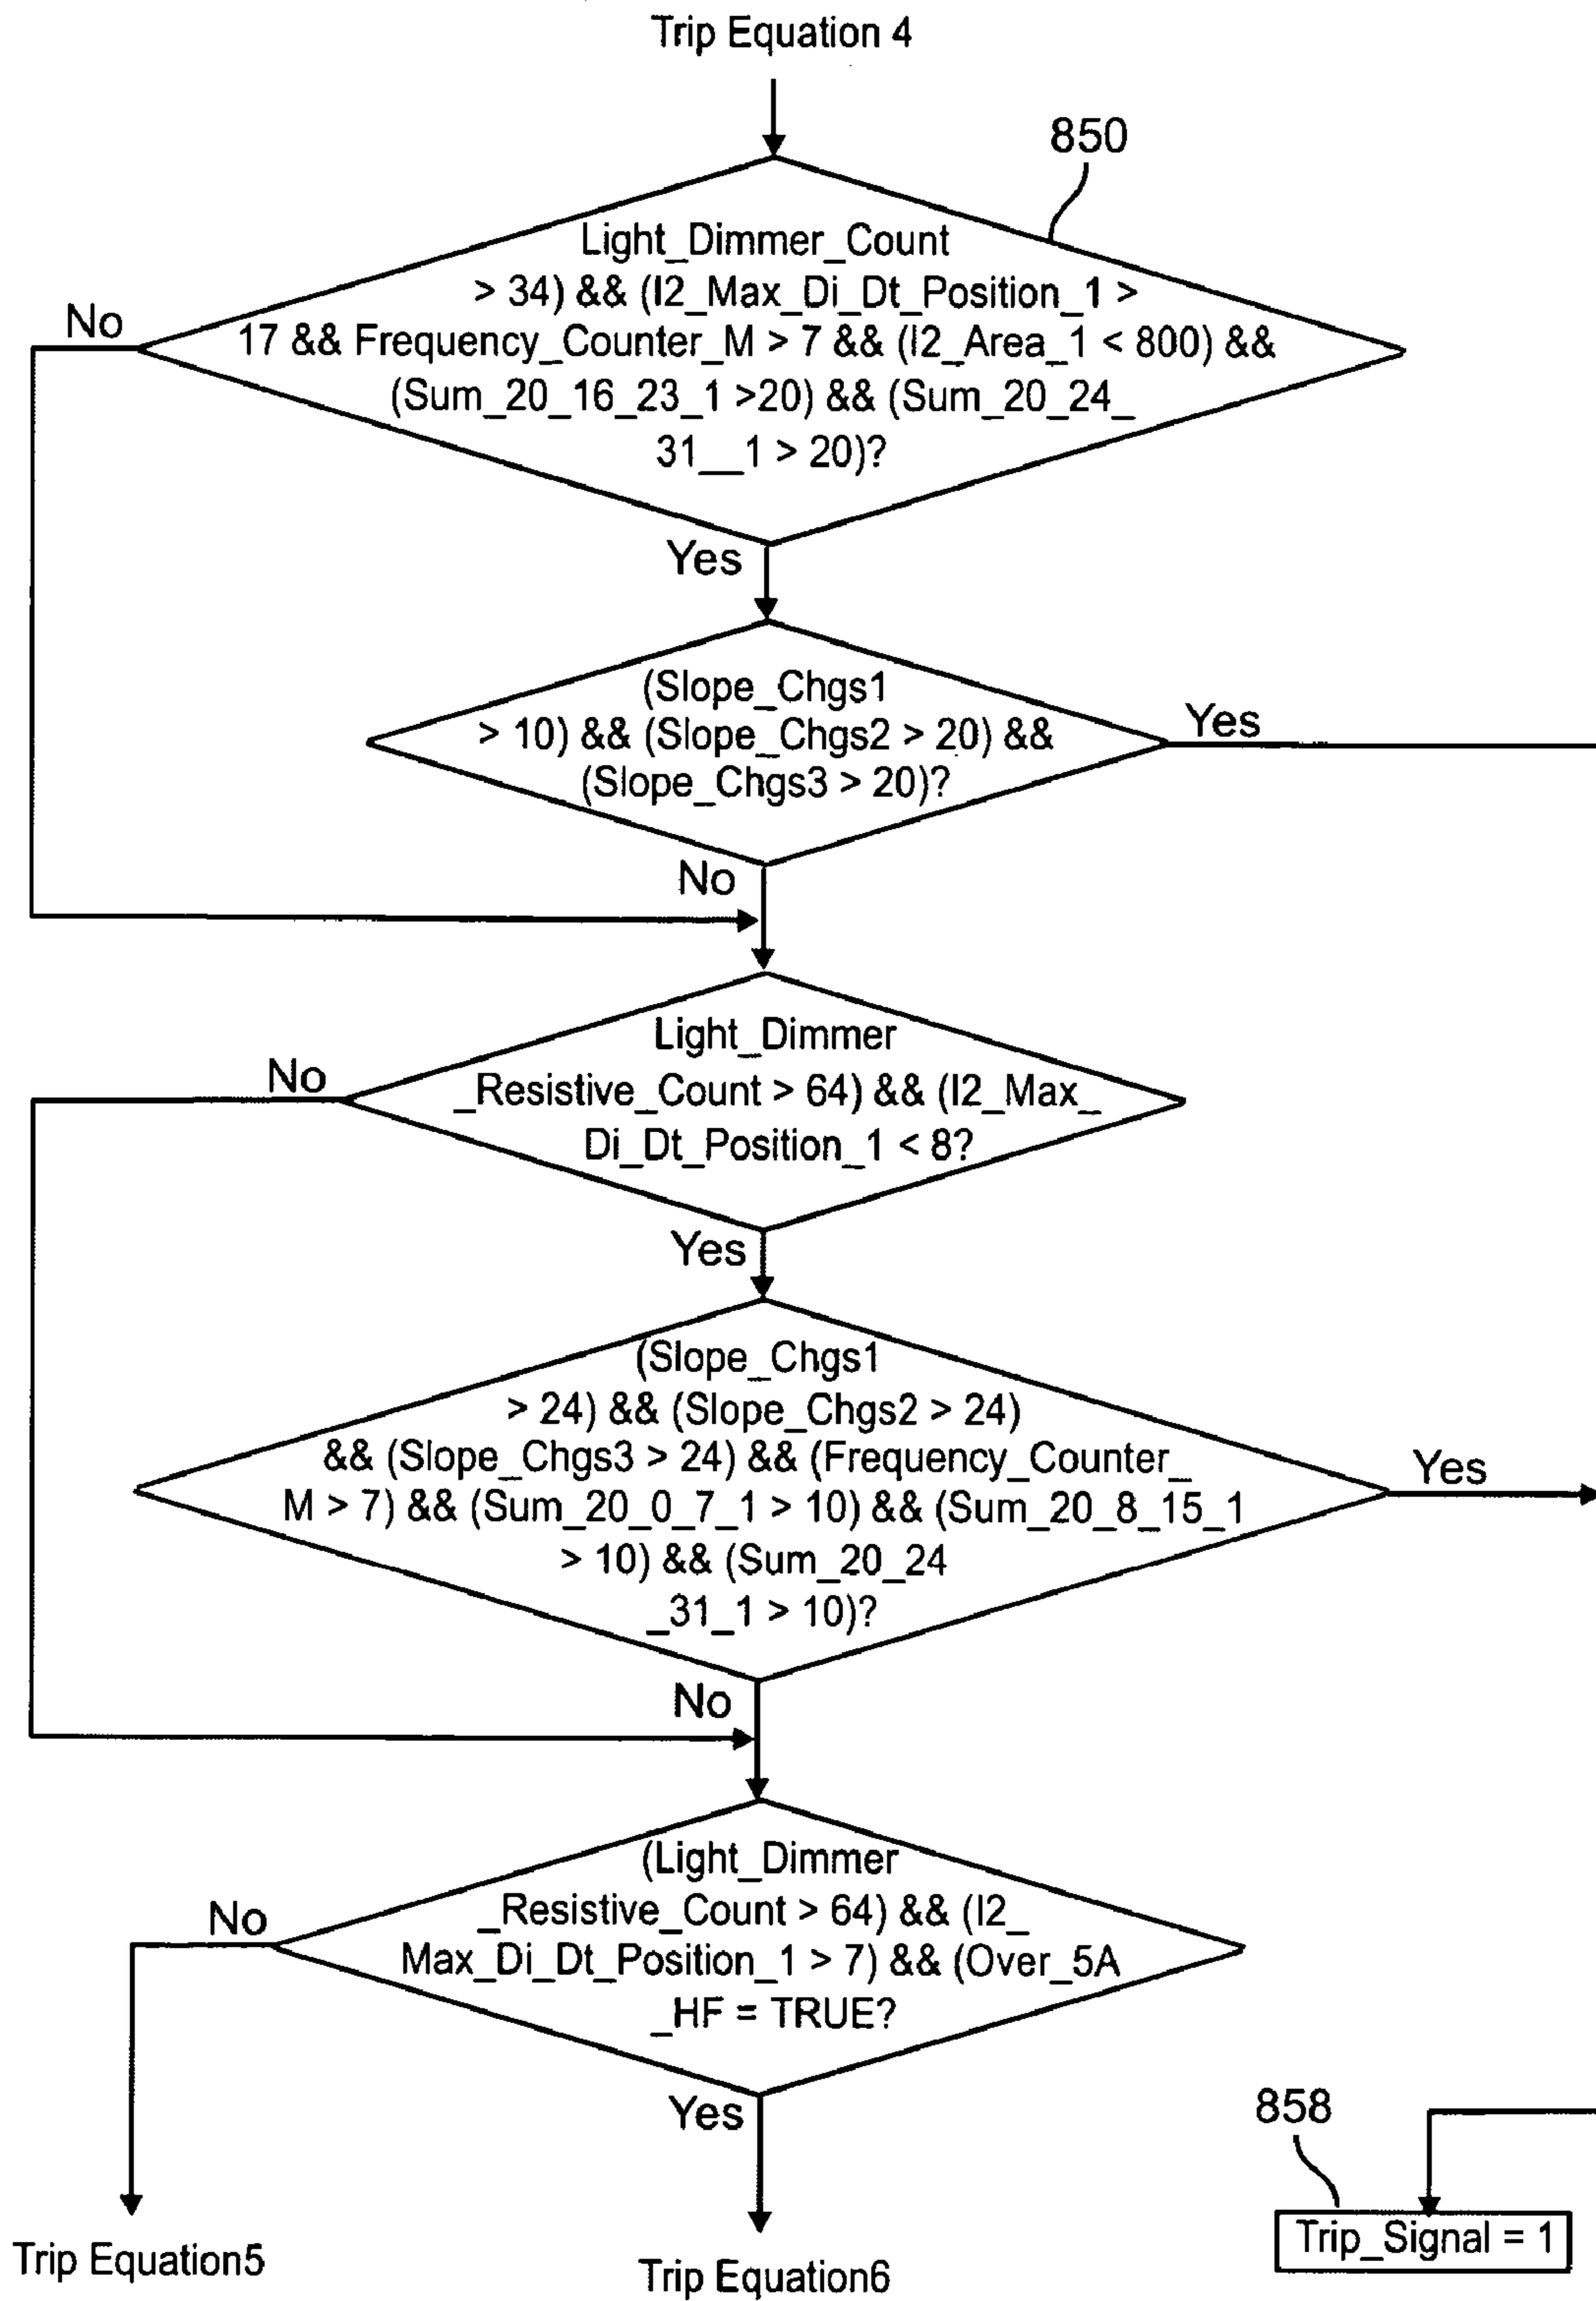 Trip Equation 4
850
Light_Dimmer_Count
> 34) && (I2_Max_Di_Dt_Position_1 >
17 && Frequency_Counter_M > 7 && (I2_Area_1 < 800) &&
(Sum_20_16_23_1 >20) && (Sum_20_24_
31__1 > 20)?
No
Yes
(Slope_Chgs1
> 10) && (Slope_Chgs2 > 20) &&
(Slope_Chgs3 > 20)?
Yes
No
Light_Dimmer
_Resistive_Count > 64) && (I2_Max_
Di_Dt_Position_1 < 8?
No
Yes
(Slope_Chgs1
> 24) && (Slope_Chgs2 > 24)
&& (Slope_Chgs3 > 24) && (Frequency_Counter_
M > 7) && (Sum_20_0_7_1 > 10) && (Sum_20_8_15_1
> 10) && (Sum_20_24
_31_1 > 10)?
Yes
No
(Light_Dimmer
_Resistive_Count > 64) && (I2_
Max_Di_Dt_Position_1 > 7) && (Over_5A
_HF = TRUE?
No
Yes
858
Trip_Signal = 1
Trip Equation5
Trip Equation6